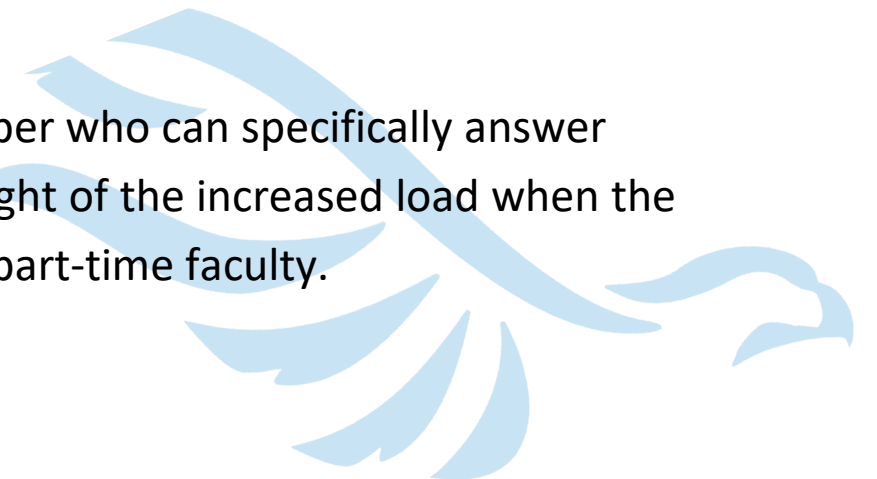 ber who can specifically answer
ght of the increased load when the
part-time faculty.